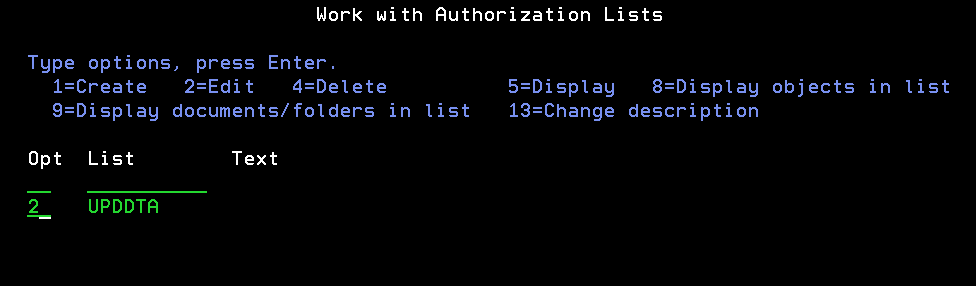 Work with Authorization Lists
Type options, press Enter.
1=Create 2=Edit 4=Delete 5=Display 8=Display objects in list
9=Display documents/folders in list 13=Change description
Opt List Text
2 UPDDTA